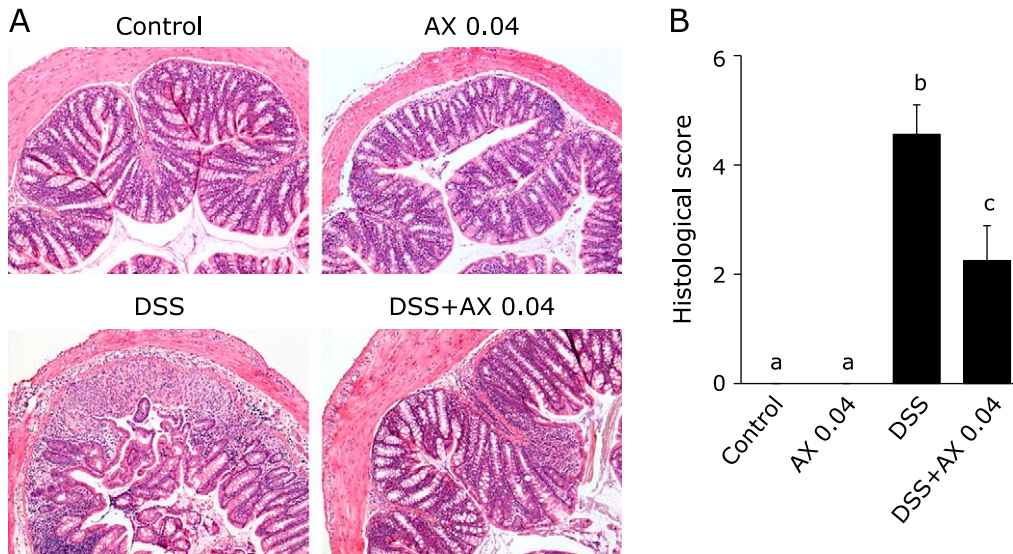 A
Control
AX 0.04
DSS
DSS+AX 0.04
B
Histological score
6
4
2
0
a
a
b
c
Control
AX 0.04
DSS
DSS+AX 0.04